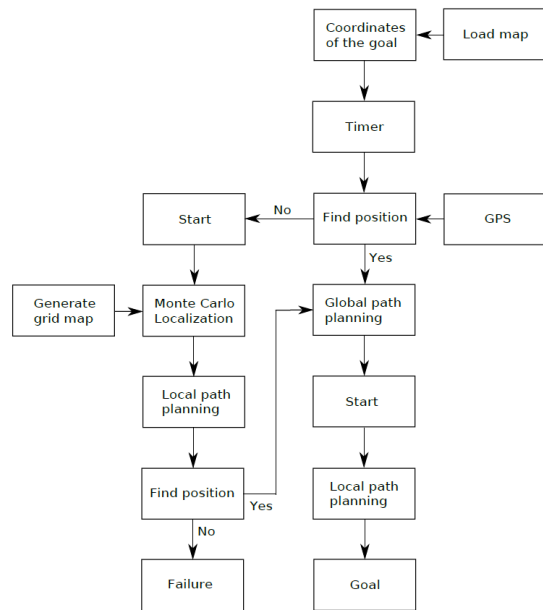 Coordinates
of the goal
Load map
Timer
No
Start
Find position
GPS
Yes
Generate
grid map
Monte Carlo
Localization
Global path
planning
Local path
planning
Start
Find position
Yes
Local path
planning
No
Failure
Goal